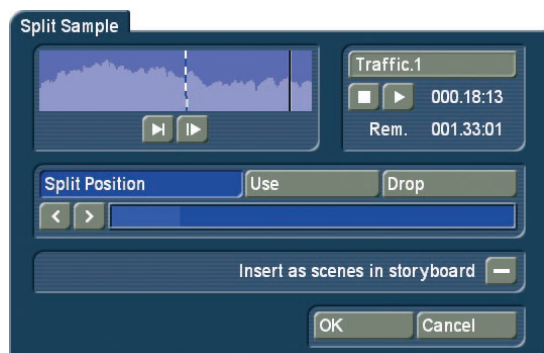 Split Sample
Traffic.1
000.18:13
Rem. 001.33:01
Split Position Use Drop
Insert as scenes in storyboard
OK Cancel